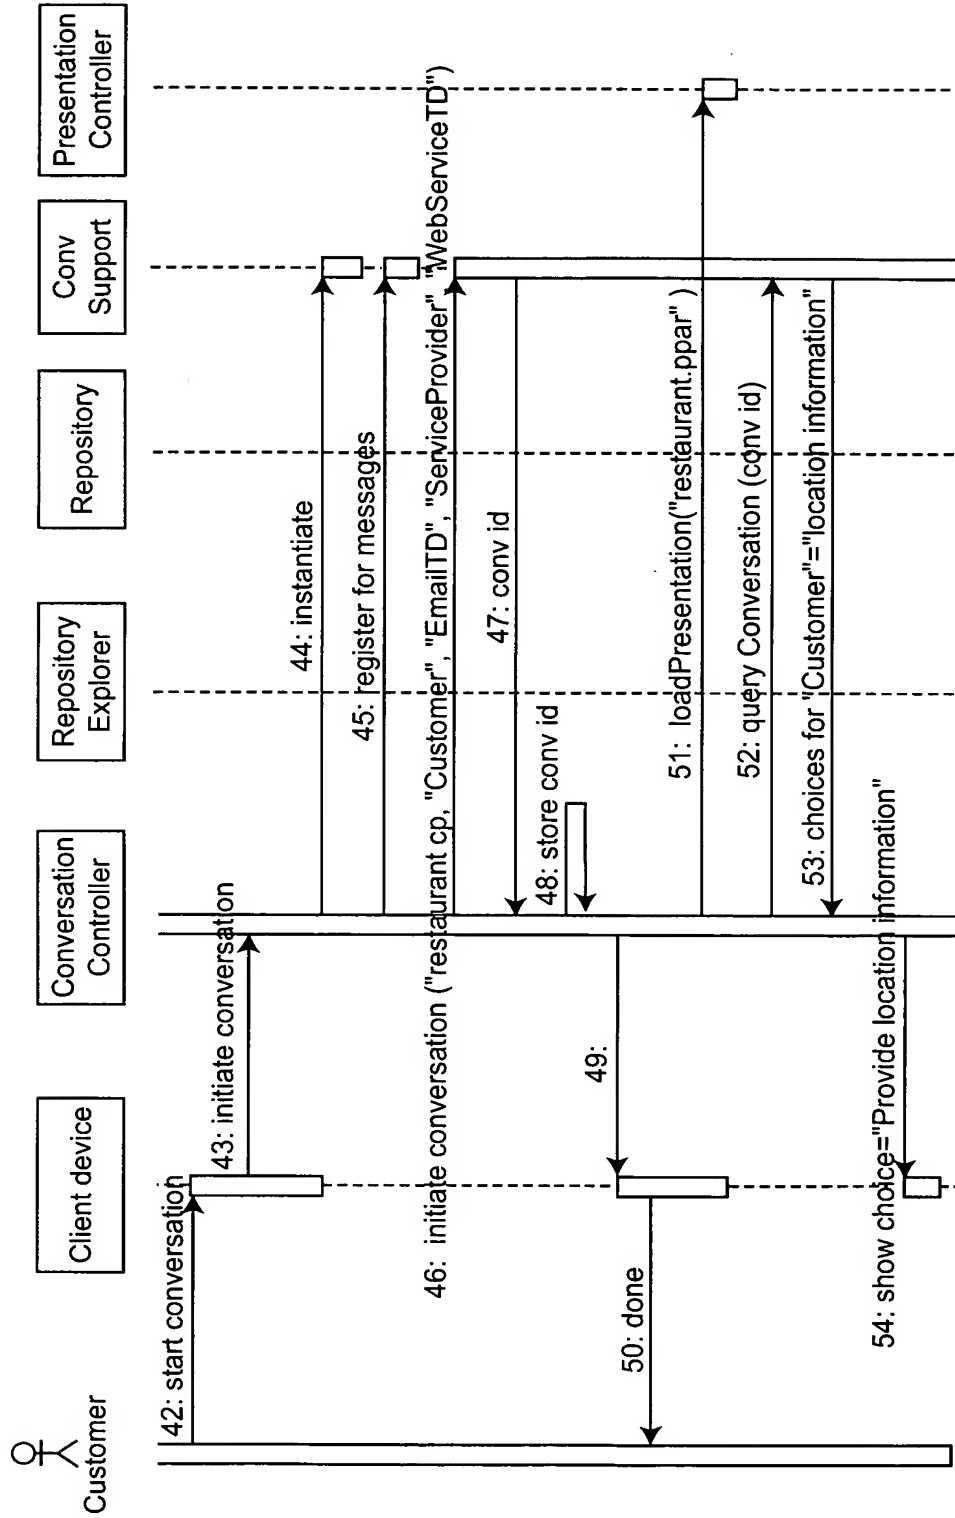 Customer
Client device
Conversation
Controller
Repository
Explorer
Repository
Conv
Support
Presentation
Controller
42: start conversation
43: initiate conversation
44: instantiate
45: register for messages
46: initiate conversation ("restaurant cp, "Customer", "EmailTD", "ServiceProvider" "WebServiceTD")
47: conv id
48: store conv id
49:
50: done
51: loadPresentation("restaurant.ppar" )
52: query Conversation (conv id)
53: choices for "Customer"="location information"
54: show choice="Provide location information"